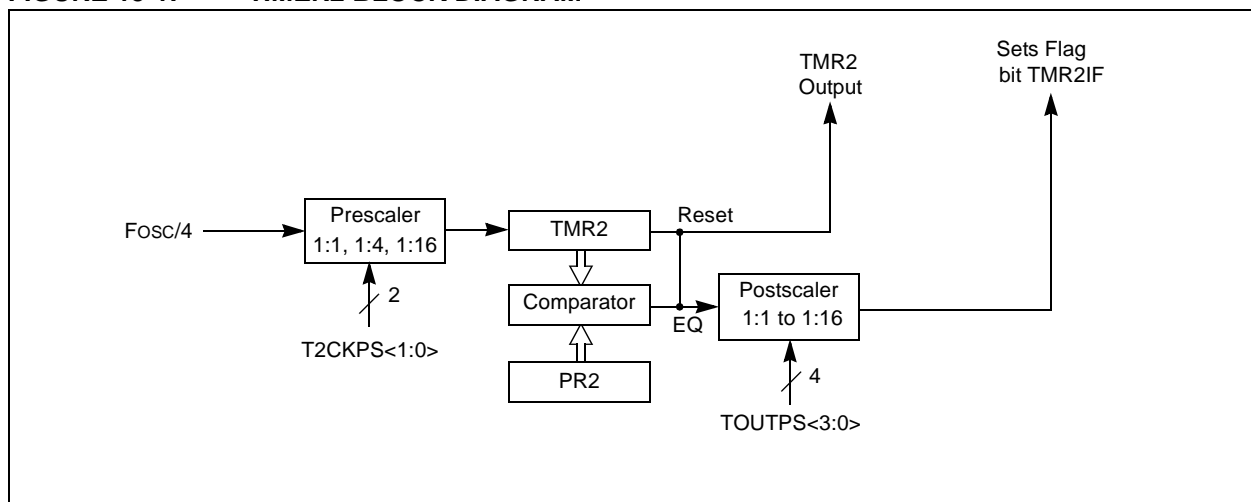 TMR2
Output
Sets Flag
bit TMR2IF
Fosc/4
Prescaler
1:1, 1:4, 1:16
2
T2CKPS<1:0>
TMR2
Reset
Comparator
EQ
PR2
Postscaler
1:1 to 1:16
4
TOUTPS<3:0>